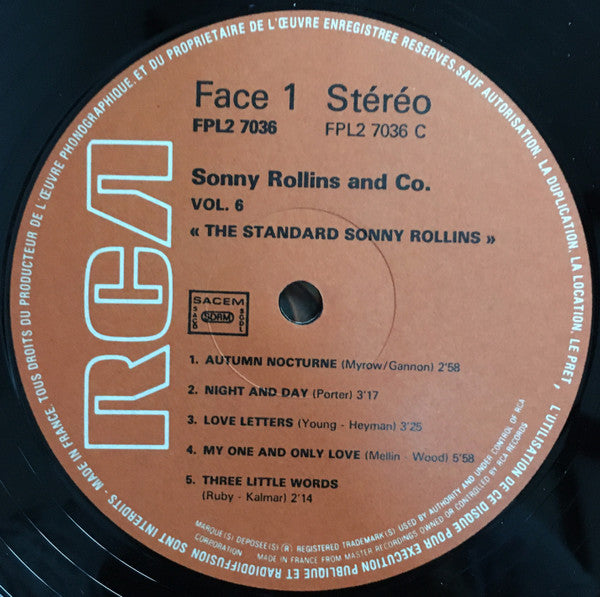 TOUS DROITS DU PRODUCTEUR DE L'ŒUVRE PHONOGRAPHIQUE.ET DU PROPRIETAIRE DE L'ŒUVRE ENREGISTREE RESERVES.SAUF AUTORISATION. LA DUPLICATION. LA LOCATION. LE PRET, L'UTILISATION DE CE DISQUE POUR EXECUTION PUBLIQUE ET RADIODIFFUSION SONT INTERDITS - MADE IN FRANCE.
RCA
Face 1 Stéréo
FPL2 7036 FPL2 7036 C
Sonny Rollins and Co.
VOL. 6
« THE STANDARD SONNY ROLLINS »
SACEM
SACD SDRM SGDL
1. AUTUMN NOCTURNE (Myrow/Gannon) 2'58
2. NIGHT AND DAY (Porter) 3'17
3. LOVE LETTERS (Young - Heyman) 3'25
4. MY ONE AND ONLY LOVE (Mellin - Wood) 5'58
5. THREE LITTLE WORDS
(Ruby - Kalmar) 2'14
MARQUE(S) DEPOSEE(S) (R) REGISTERED TRADEMARK(S) USED BY AUTHORITY AND UNDER CONTROL OF RCA
CORPORATION MADE IN FRANCE FROM MASTER RECORDINGS OWNED OR CONTROLLED BY RCA RECORDS